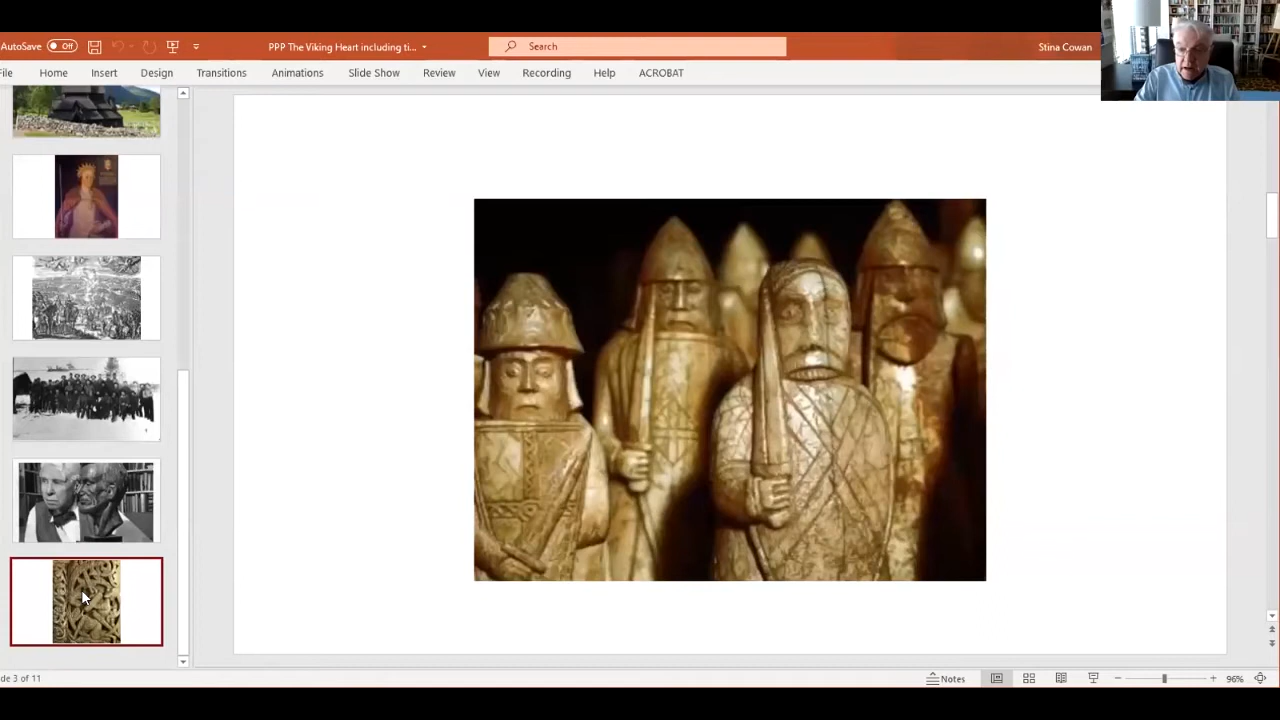 AutoSave Off PPP The Viking Heart including ti... Search Stina Cowan
File Home Insert Design Transitions Animations Slide Show Review View Recording Help ACROBAT
de 3 of 11 Notes 96%